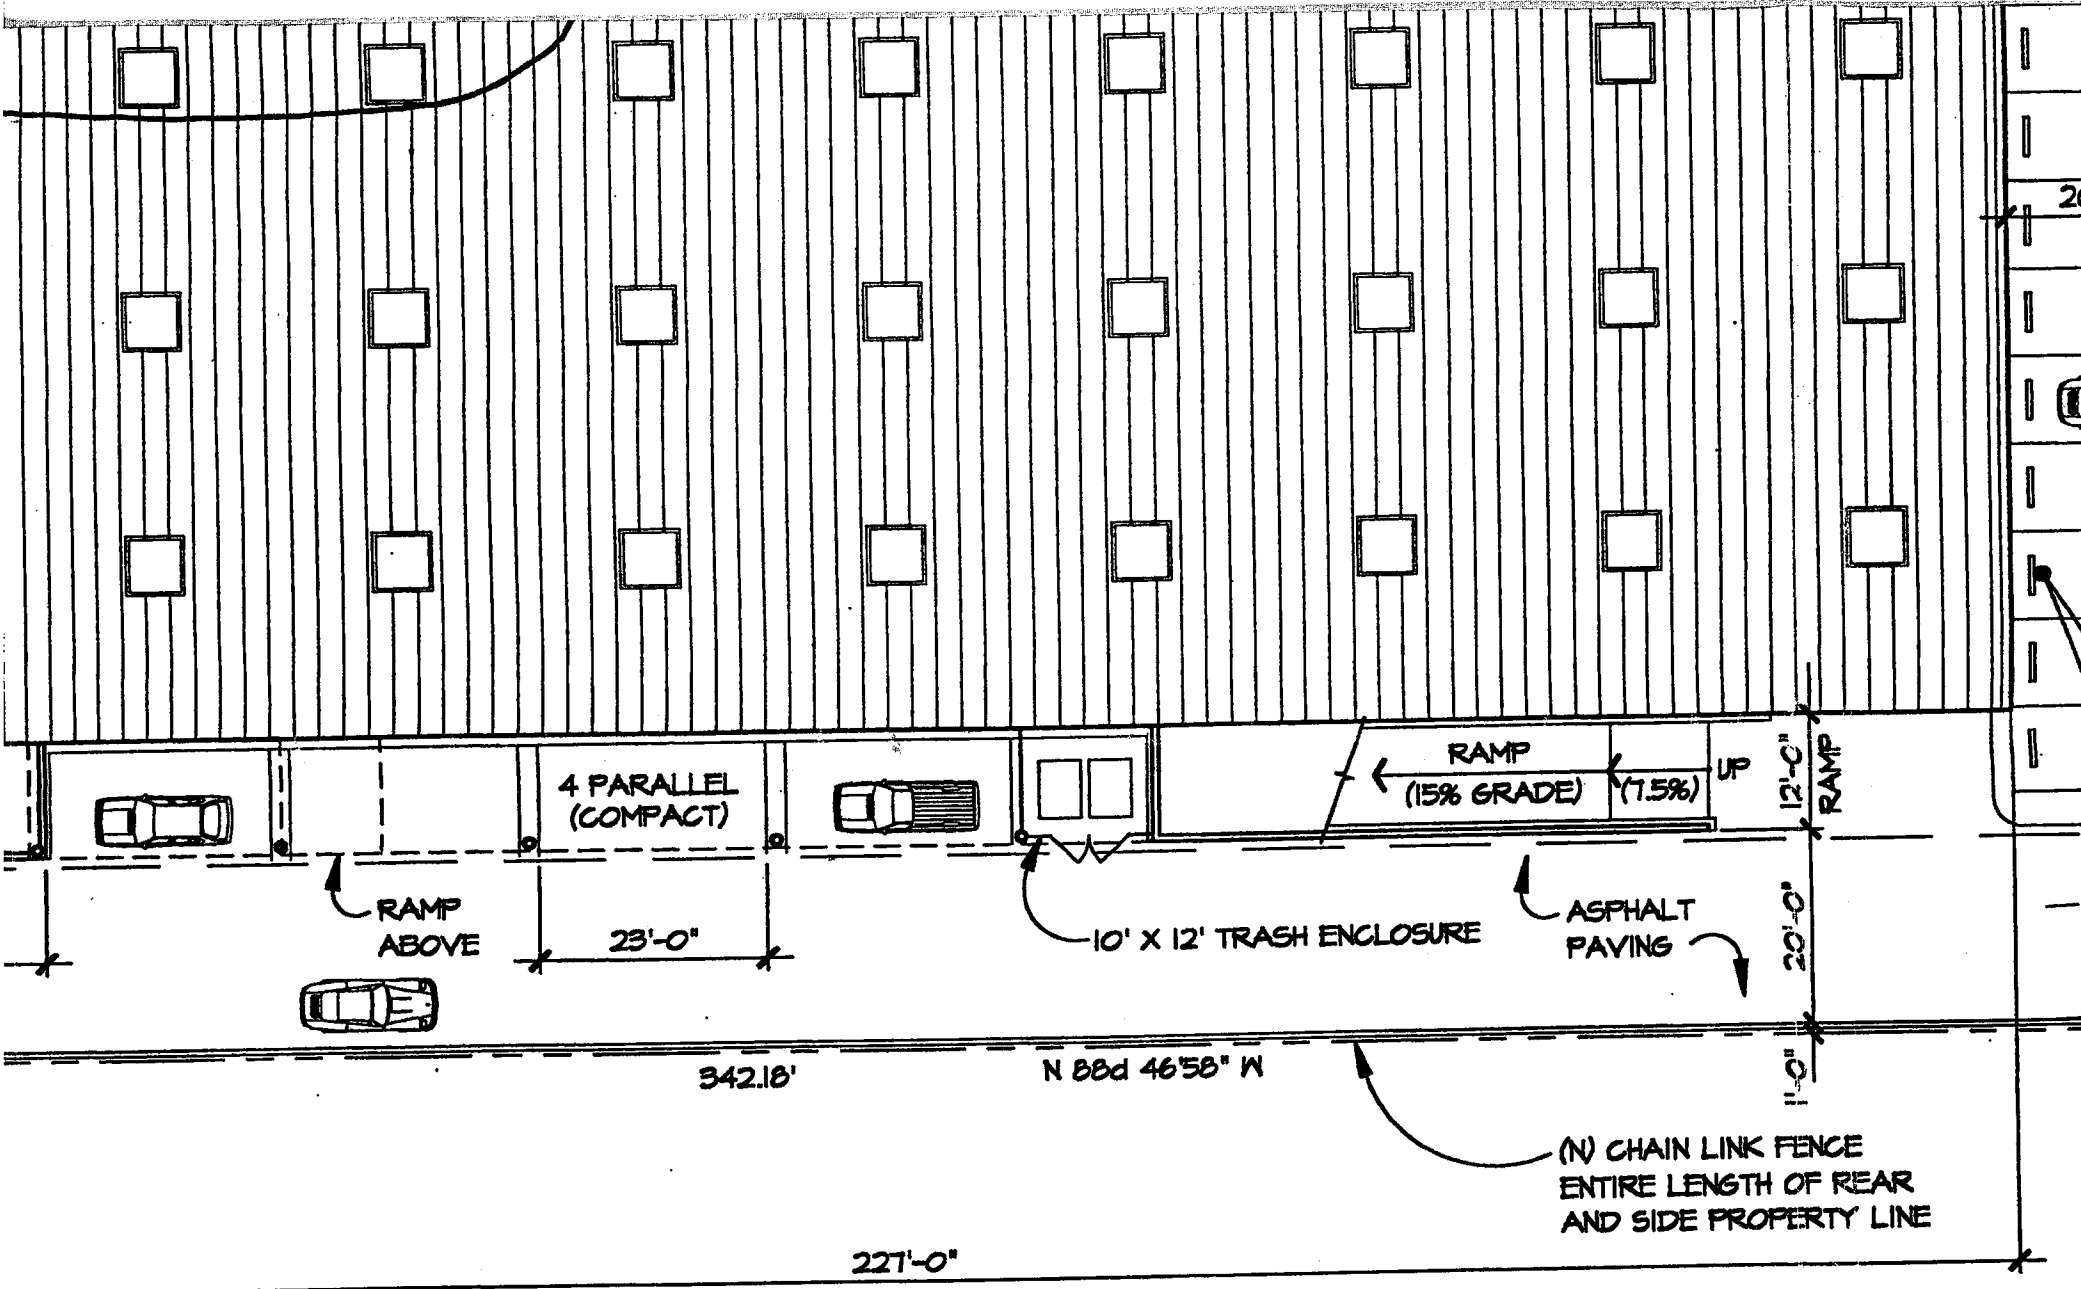 20
4 PARALLEL
(COMPACT)
RAMP
(15% GRADE)
(7.5%)
UP
12'-0"
RAMP
RAMP
ABOVE
23'-0"
10' X 12' TRASH ENCLOSURE
ASPHALT
PAVING
20'-0"
342.18'
N 88d 46'58" W
1'-0"
(N) CHAIN LINK FENCE
ENTIRE LENGTH OF REAR
AND SIDE PROPERTY LINE
227'-0"